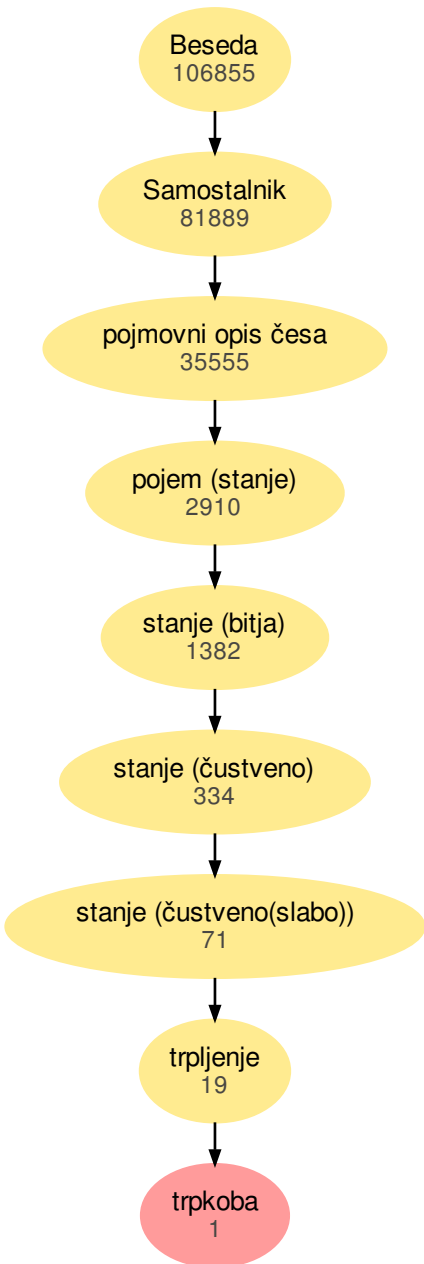 Beseda
106855
Samostalnik
81889
pojmovni opis česa
35555
pojem (stanje)
2910
stanje (bitja)
1382
stanje (čustveno)
334
stanje (čustveno(slabo))
71
trpljenje
19
trpkoba
1